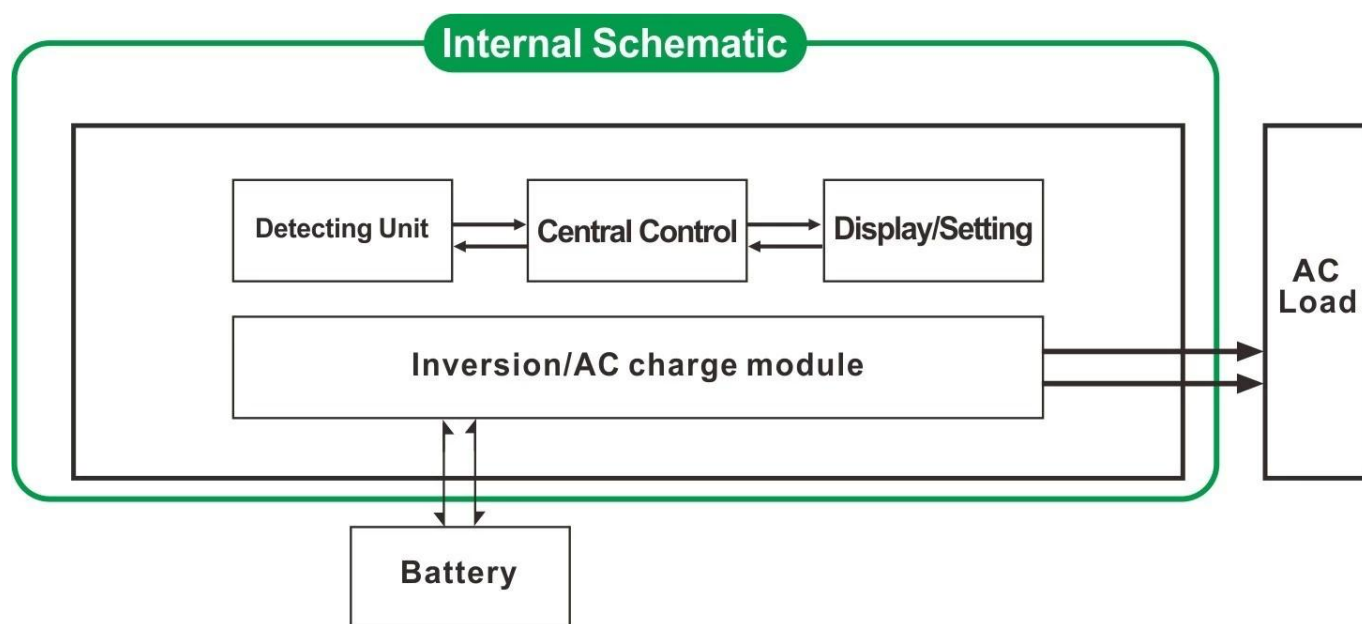 Internal Schematic
Detecting Unit
Central Control
Display/Setting
AC
Load
Inversion/AC charge module
Battery